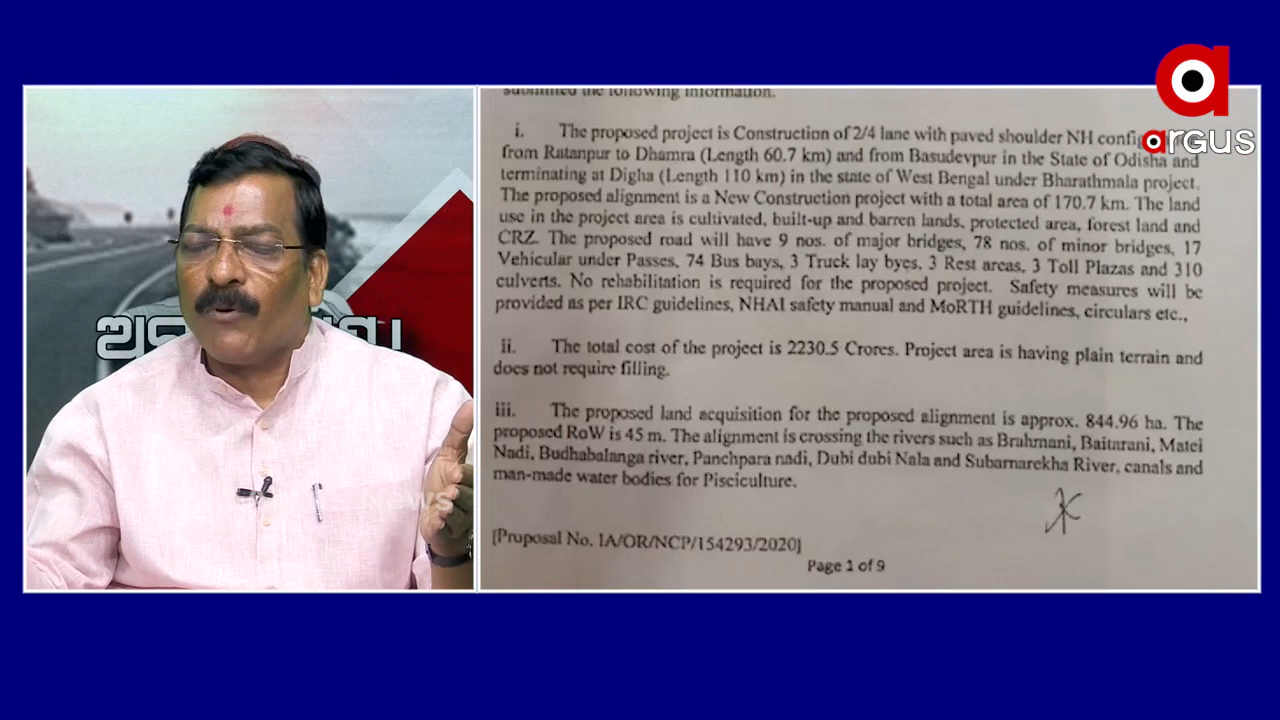 argus
submitted the following information.
i. The proposed project is Construction of 2/4 lane with paved shoulder NH
from Ratanpur to Dhamra (Length 60.7 km) and from Basudevpur in the State of Odisha and
terminating at Digha (Length 110 km) in the state of West Bengal under Bharathmala project.
The proposed alignment is a New Construction project with a total area of 170.7 km. The land
use in the project area is cultivated, built-up and barren lands, protected area, forest land and
CRZ. The proposed road will have 9 nos. of major bridges, 78 nos. of minor bridges, 17
Vehicular under Passes, 74 Bus bays, 3 Truck lay byes, 3 Rest areas, 3 Toll Plazas and 310
culverts. No rehabilitation is required for the proposed project. Safety measures will be
provided as per IRC guidelines, NHAI safety manual and MoRTH guidelines, circulars etc.,
ii. The total cost of the project is 2230.5 Crores. Project area is having plain terrain and
does not require filling.
iii. The proposed land acquisition for the proposed alignment is approx. 844.96 ha. The
proposed RoW is 45 m. The alignment is crossing the rivers such as Brahmani, Baitarani, Matei
Nadi, Budhabalanga river, Panchpara nadi, Dubi dubi Nala and Subarnarekha River, canals and
man-made water bodies for Pisciculture.
[Proposal No. 1A/OR/NCP/154293/2020]
Page 1 of 9